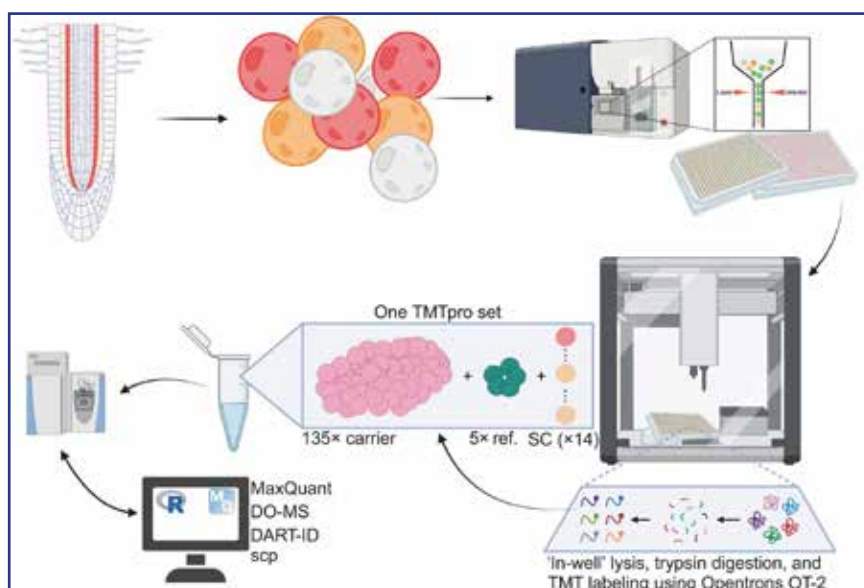 One TMTpro set
135× carrier
+
5× ref.
+
SC (×14)
MaxQuant
DO-MS
DART-ID
scp
R
'In-well' lysis, trypsin digestion, and
TMT labeling using Opentrons OT-2